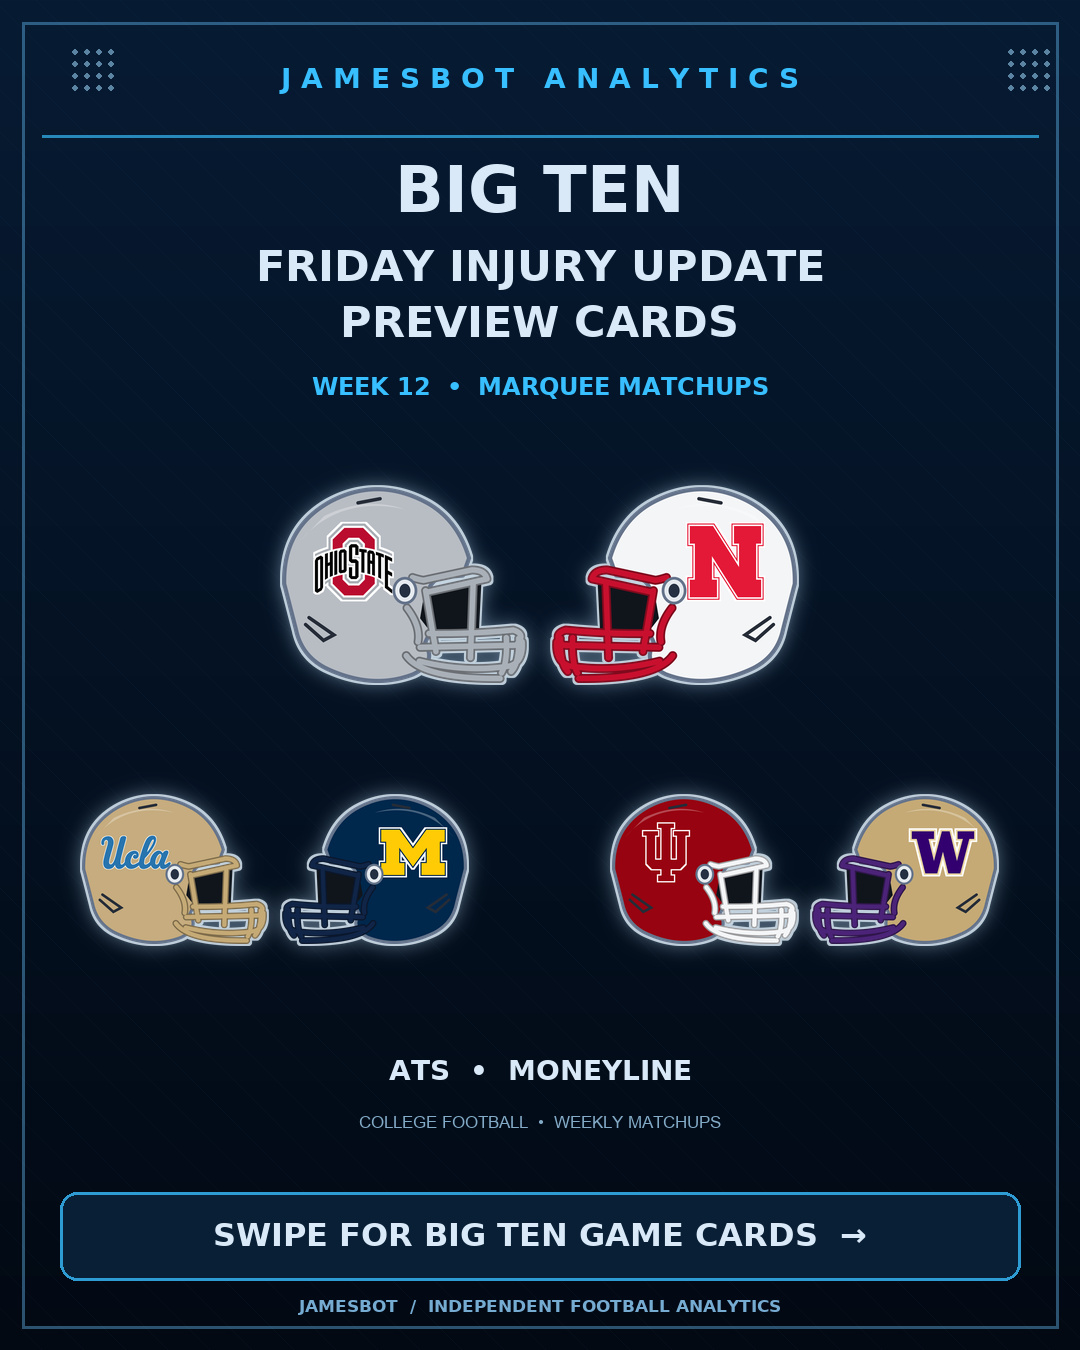 JAMESBOT ANALYTICS
BIG TEN
FRIDAY INJURY UPDATE
PREVIEW CARDS
WEEK 12 • MARQUEE MATCHUPS
OHIO STATE
N
Ucla
M
IU
W
ATS • MONEYLINE
COLLEGE FOOTBALL • WEEKLY MATCHUPS
SWIPE FOR BIG TEN GAME CARDS →
JAMESBOT / INDEPENDENT FOOTBALL ANALYTICS